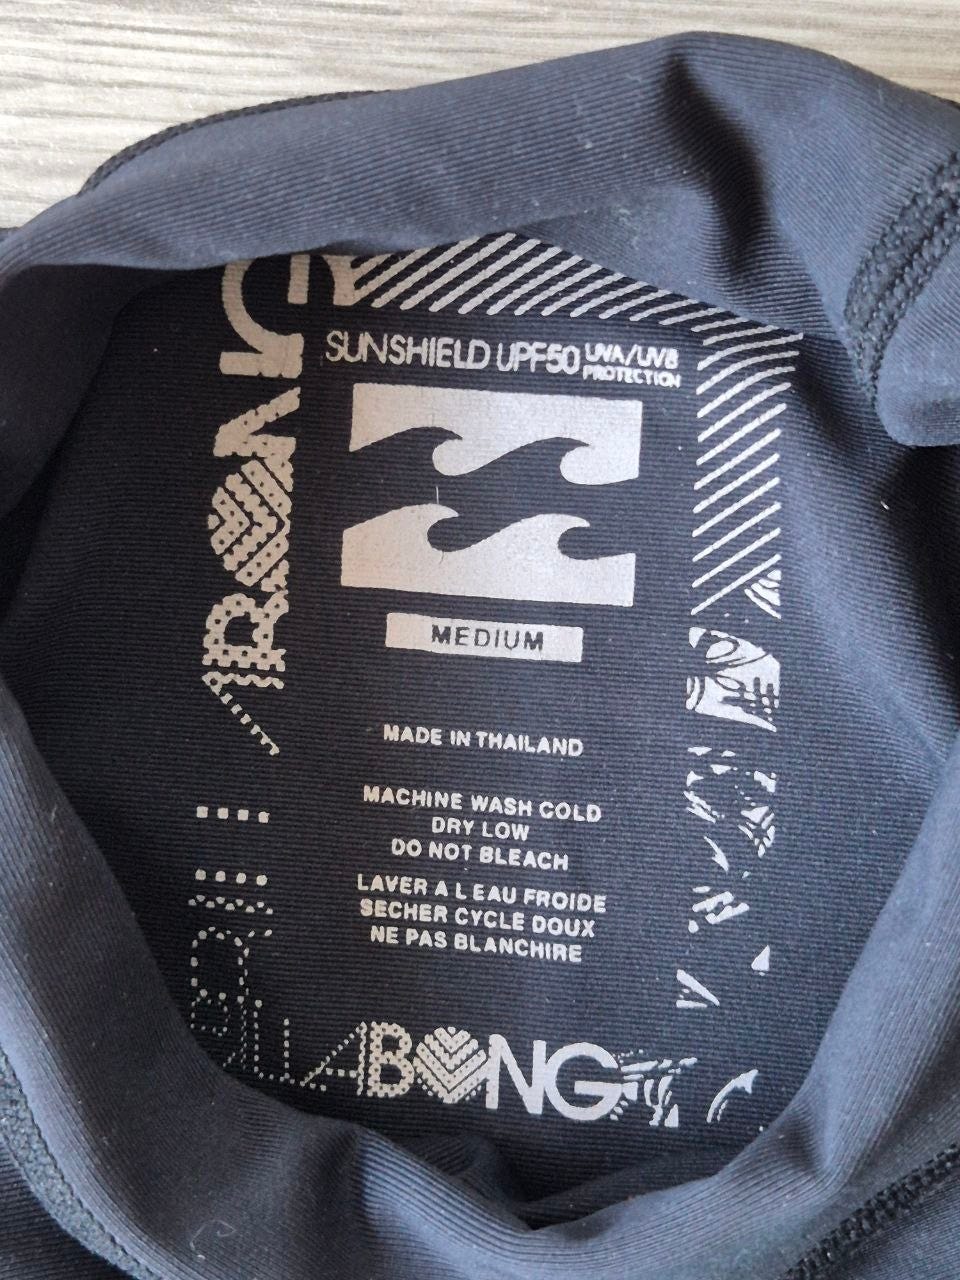 SUNSHIELD UPF50 UVA/UVB
PROTECTION
MEDIUM
MADE IN THAILAND
MACHINE WASH COLD
DRY LOW
DO NOT BLEACH
LAVER A L EAU FROIDE
SECHER CYCLE DOUX
NE PAS BLANCHIRE
BILLABONG
ABONG